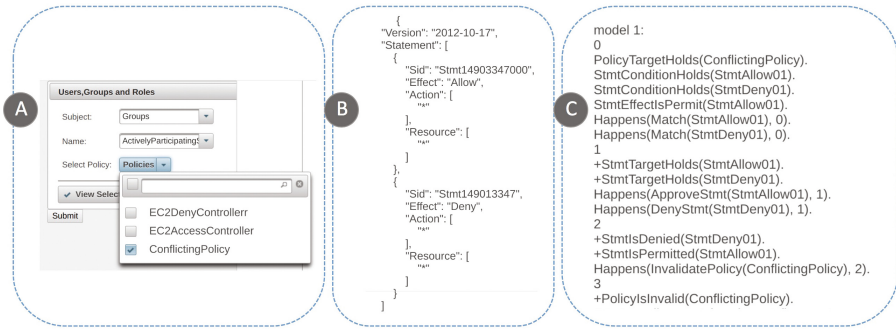 A
Users,Groups and Roles
Subject:
Groups
Name:
ActivelyParticipatingS
Select Policy:
Policies
View Selec
EC2DenyControllerr
EC2AccessController
ConflictingPolicy
Submit
B
{
"Version": "2012-10-17",
"Statement": [
{
"Sid": "Stmt14903347000",
"Effect": "Allow",
"Action": [
"*"
],
"Resource": [
"*"
]
},
{
"Sid": "Stmt149013347",
"Effect": "Deny",
"Action": [
"*"
],
"Resource": [
"*"
]
}
]
C
model 1:
0
PolicyTargetHolds(ConflictingPolicy).
StmtConditionHolds(StmtAllow01).
StmtConditionHolds(StmtDeny01).
StmtEffectIsPermit(StmtAllow01).
Happens(Match(StmtAllow01), 0).
Happens(Match(StmtDeny01), 0).
1
+StmtTargetHolds(StmtAllow01).
+StmtTargetHolds(StmtDeny01).
Happens(ApproveStmt(StmtAllow01), 1).
Happens(DenyStmt(StmtDeny01), 1).
2
+StmtIsDenied(StmtDeny01).
+StmtIsPermitted(StmtAllow01).
Happens(InvalidatePolicy(ConflictingPolicy), 2).
3
+PolicyIsInvalid(ConflictingPolicy).